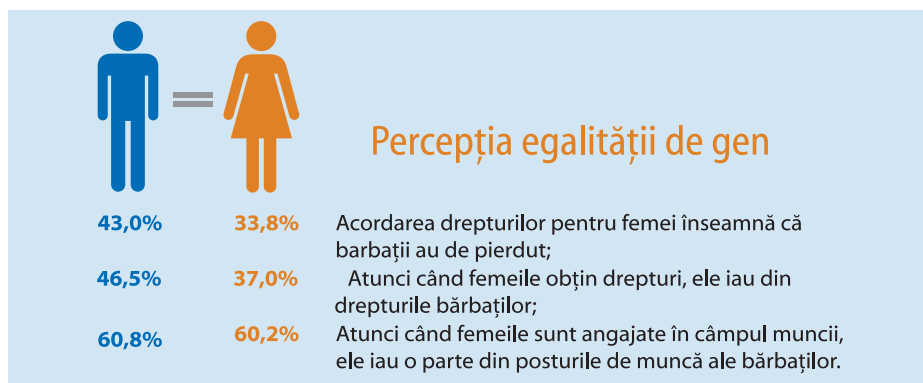 Percepția egalității de gen
43,0% 33,8% Acordarea drepturilor pentru femei înseamnă că
barbații au de pierdut;
46,5% 37,0% Atunci când femeile obțin drepturi, ele iau din
drepturile bărbaților;
60,8% 60,2% Atunci când femeile sunt angajate în câmpul muncii,
ele iau o parte din posturile de muncă ale bărbaților.